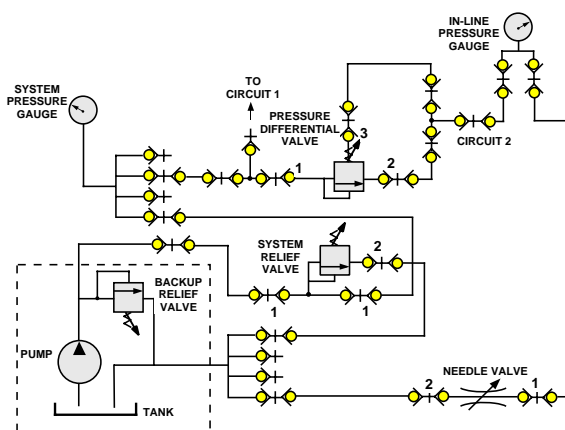 IN-LINE
PRESSURE
GAUGE
SYSTEM
PRESSURE
GAUGE
TO
CIRCUIT 1
PRESSURE
DIFFERENTIAL
VALVE
3
CIRCUIT 2
1
2
SYSTEM
RELIEF
VALVE
2
BACKUP
RELIEF
VALVE
1
1
PUMP
TANK
NEEDLE VALVE
2
1